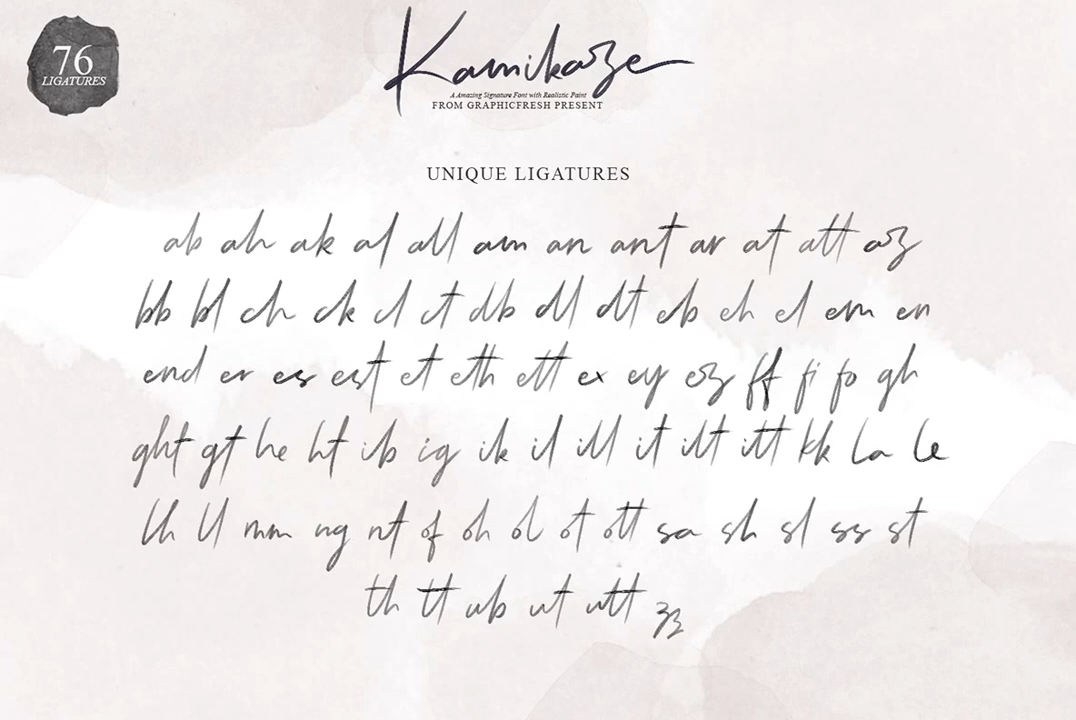 76
LIGATURES
Kamikaze
A Amazing Signature Font with Realistic Paint
FROM GRAPHICFRESH PRESENT
UNIQUE LIGATURES
ab ah ak al all am an ant ar at att az
bb bl ch ck cl ct db dl dt eb eh el em en
end er es est et eth ett ex ey ez ff fi fo gh
ght gt he ht ib ig ik il ill it ilt itt kk la le
lh ll mm ng nt of oh ol ot ott sa sh sl ss st
th tt ub ut utt zz